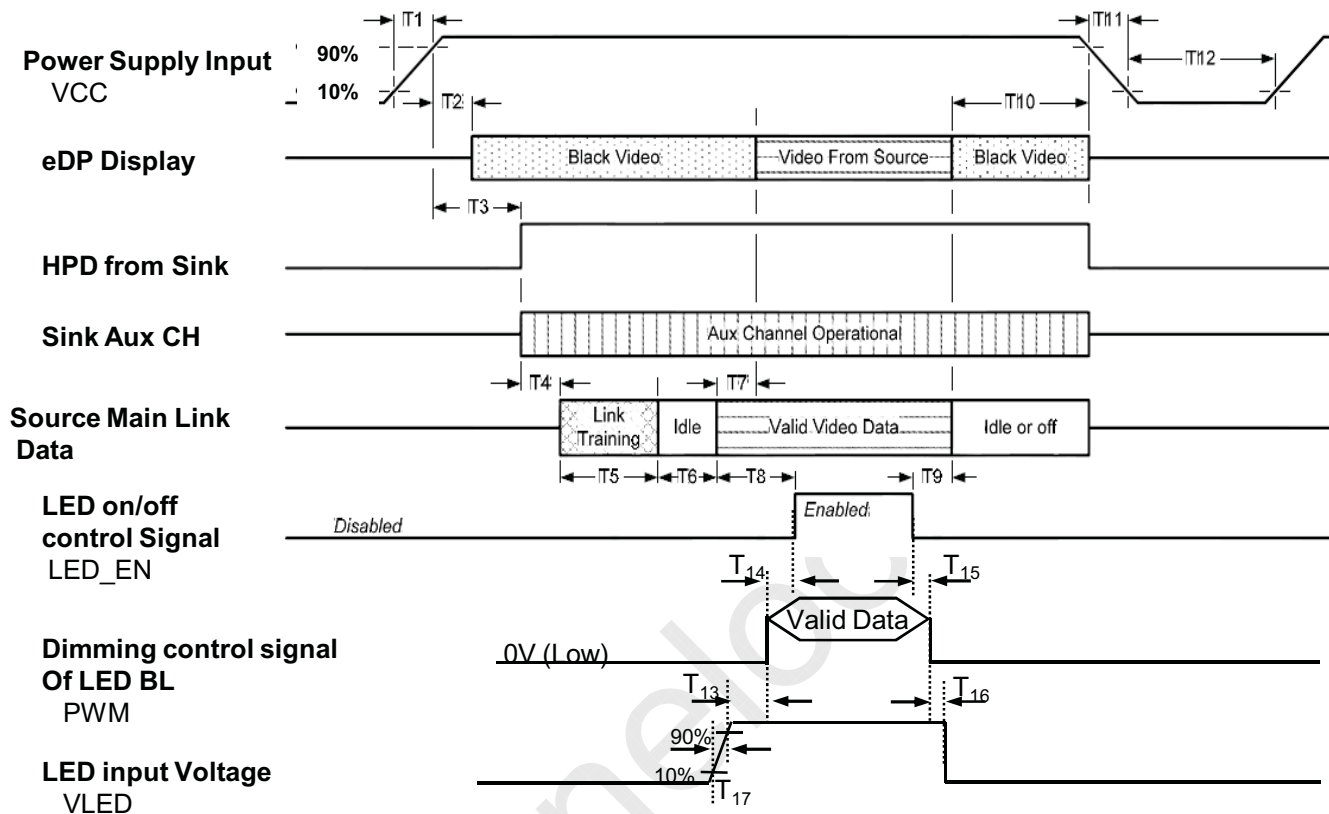 T1
T11
Power Supply Input
VCC
90%
10%
T2
T12
T10
eDP Display
Black Video
Video From Source
Black Video
T3
HPD from Sink
Sink Aux CH
Aux Channel Operational
T4
T7
Source Main Link
Data
Link
Training
Idle
Valid Video Data
Idle or off
T5
T6
T8
T9
LED on/off
control Signal
LED_EN
Disabled
Enabled
T14
T15
Valid Data
Dimming control signal
Of LED BL
PWM
0V (Low)
T13
T16
90%
10%
T17
LED input Voltage
VLED